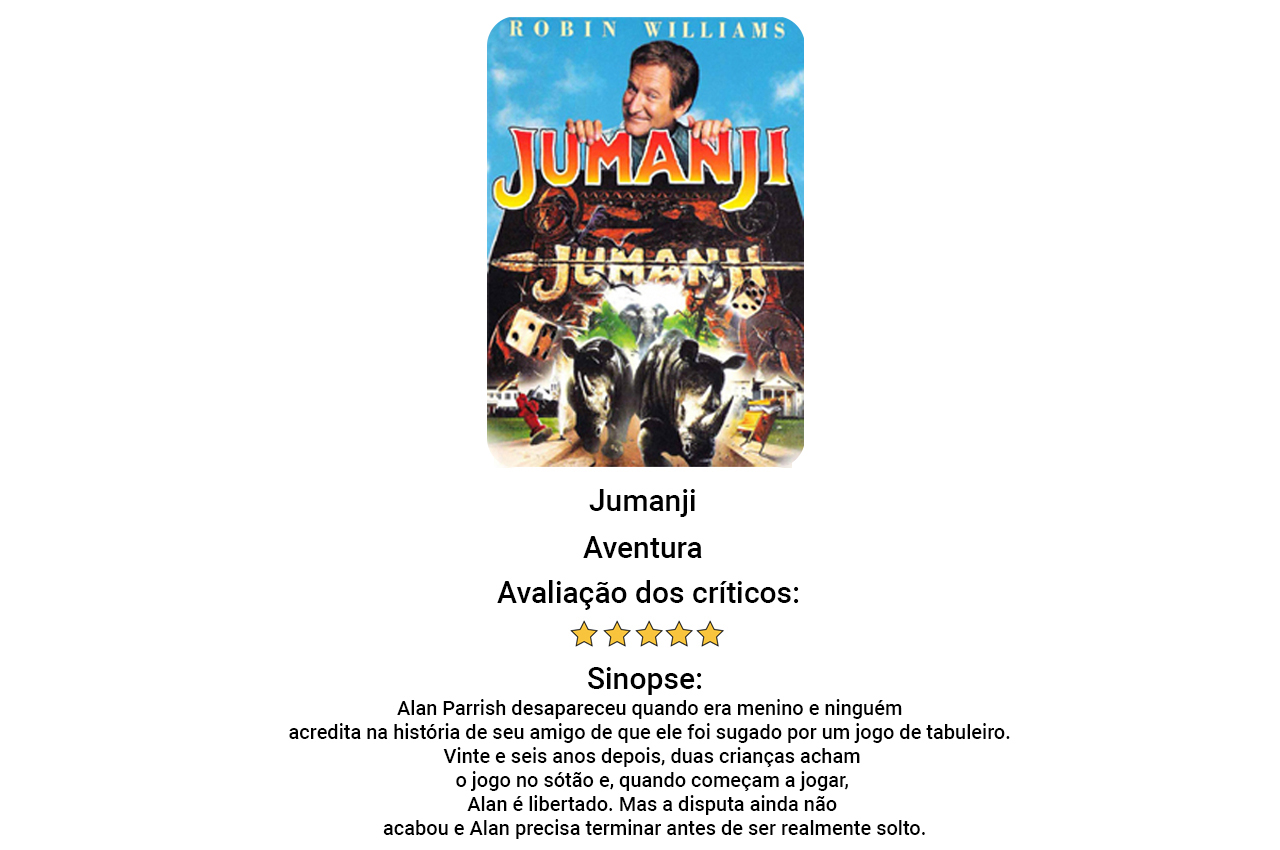 ROBIN WILLIAMS
JUMANJI
JUMANJI
Jumanji
Aventura
Avaliação dos críticos:
Sinopse:
Alan Parrish desapareceu quando era menino e ninguém
acredita na história de seu amigo de que ele foi sugado por um jogo de tabuleiro.
Vinte e seis anos depois, duas crianças acham
o jogo no sótão e, quando começam a jogar,
Alan é libertado. Mas a disputa ainda não
acabou e Alan precisa terminar antes de ser realmente solto.